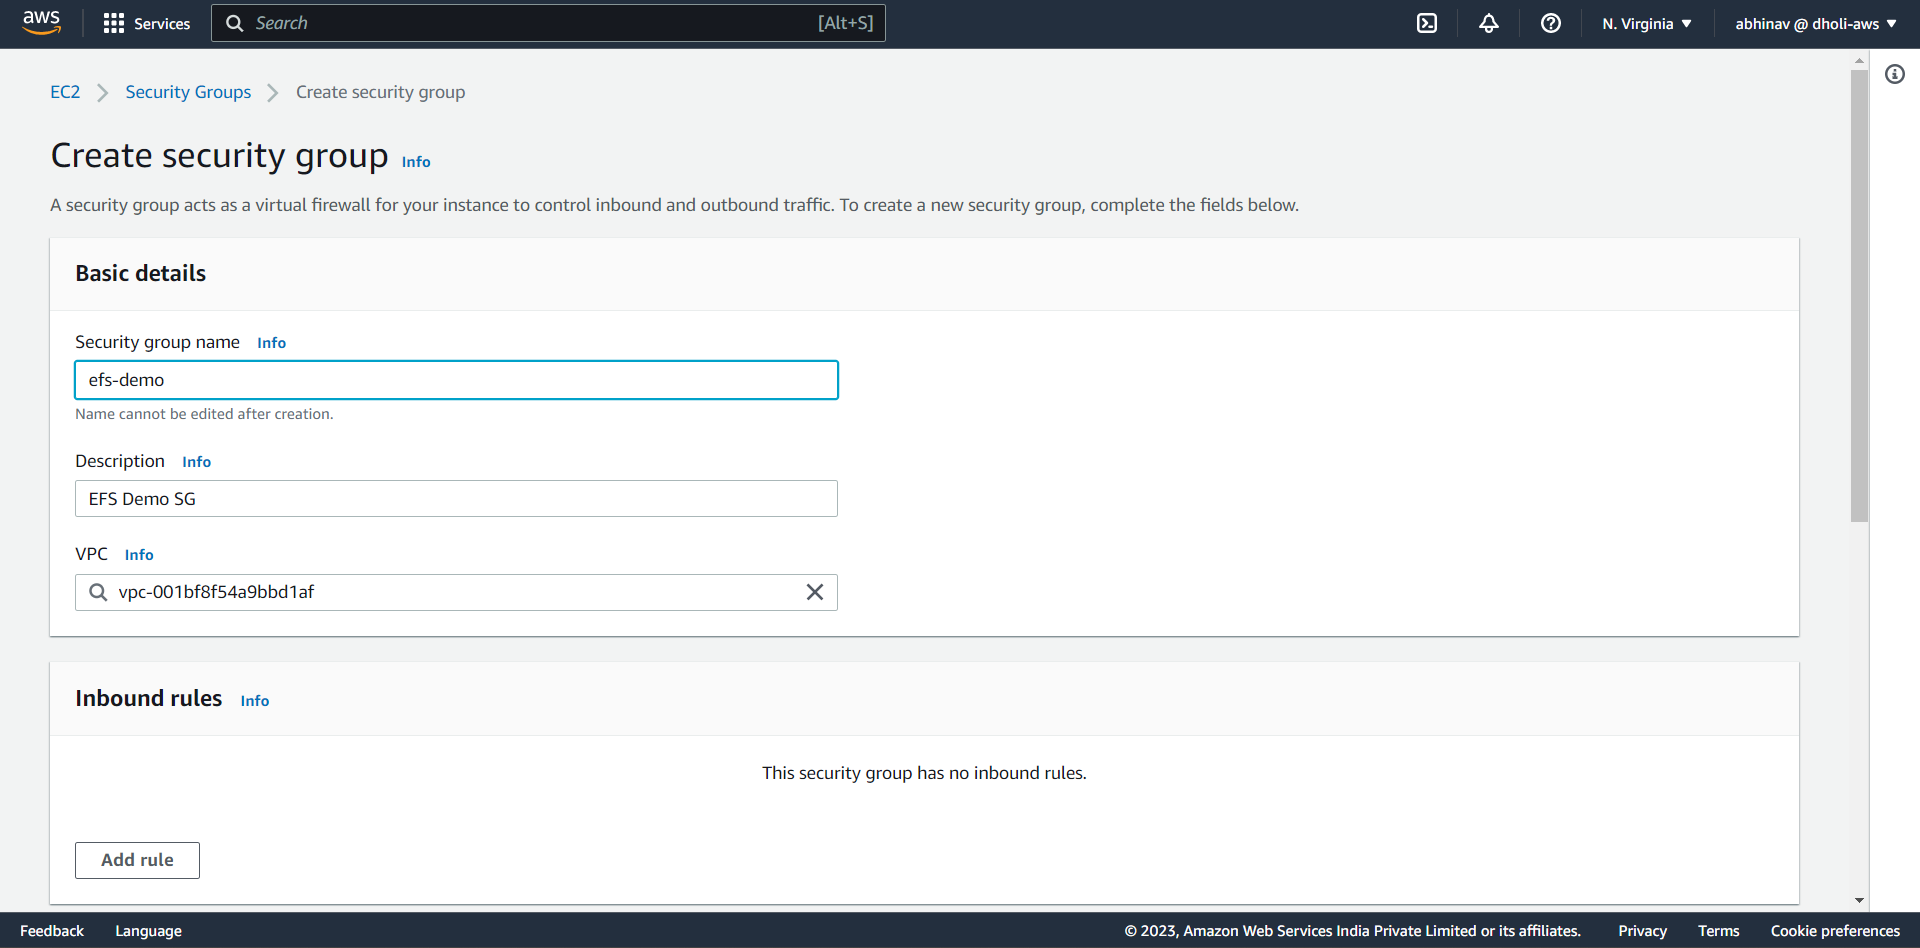 aws Services Search [Alt+S] N. Virginia abhinav @ dholi-aws
EC2 Security Groups Create security group
Create security group Info
A security group acts as a virtual firewall for your instance to control inbound and outbound traffic. To create a new security group, complete the fields below.
Basic details
Security group name Info
efs-demo
Name cannot be edited after creation.
Description Info
EFS Demo SG
VPC Info
vpc-001bf8f54a9bbd1af
Inbound rules Info
This security group has no inbound rules.
Add rule
Feedback Language © 2023, Amazon Web Services India Private Limited or its affiliates. Privacy Terms Cookie preferences